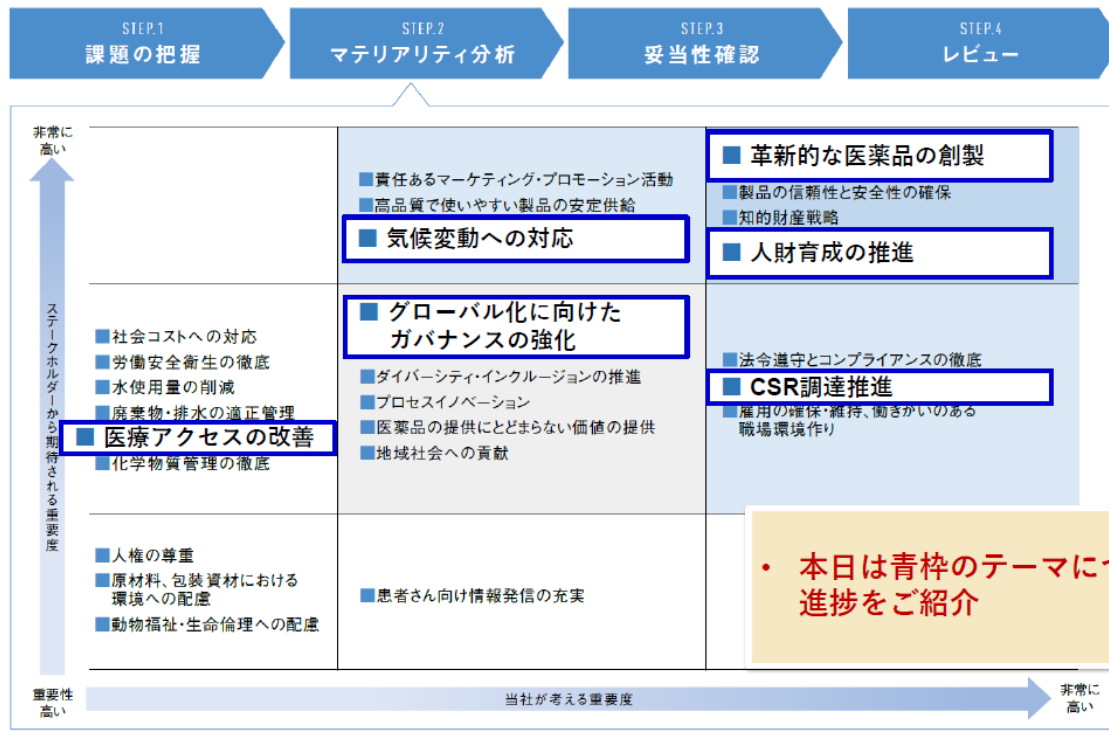 STEP.1
課題の把握
STEP.2
マテリアリティ分析
STEP.3
妥当性確認
STEP.4
レビュー
非常に
高い
ステークホルダーから期待される重要度
■責任あるマーケティング・プロモーション活動
■高品質で使いやすい製品の安定供給
■ 気候変動への対応
■ 革新的な医薬品の創製
■製品の信頼性と安全性の確保
■知的財産戦略
■ 人財育成の推進
■社会コストへの対応
■労働安全衛生の徹底
■水使用量の削減
■廃棄物・排水の適正管理
■ 医療アクセスの改善
■化学物質管理の徹底
■ グローバル化に向けた
ガバナンスの強化
■ダイバーシティ・インクルージョンの推進
■プロセスイノベーション
■医薬品の提供にとどまらない価値の提供
■地域社会への貢献
■法令遵守とコンプライアンスの徹底
■ CSR調達推進
■雇用の確保・維持、働きがいのある
職場環境作り
■人権の尊重
■原材料、包装資材における
環境への配慮
■動物福祉・生命倫理への配慮
■患者さん向け情報発信の充実
• 本日は青枠のテーマに
進捗をご紹介
重要性
高い
当社が考える重要度
非常に
高い